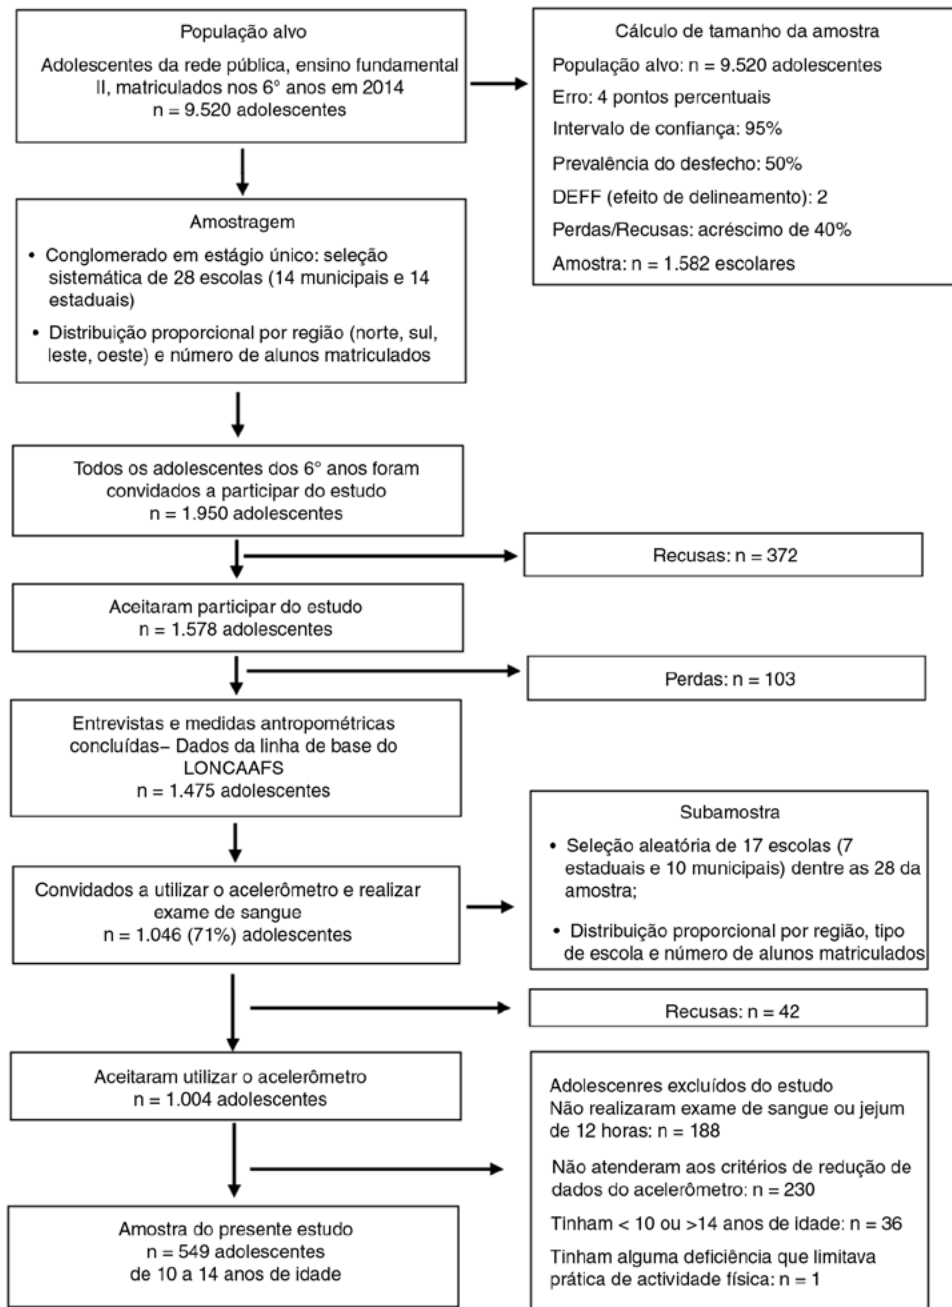 População alvo
Adolescentes da rede pública, ensino fundamental
II, matriculados nos 6° anos em 2014
n = 9.520 adolescentes
Cálculo de tamanho da amostra
População alvo: n = 9.520 adolescentes
Erro: 4 pontos percentuais
Intervalo de confiança: 95%
Prevalência do desfecho: 50%
DEFF (efeito de delineamento): 2
Perdas/Recusas: acréscimo de 40%
Amostra: n = 1.582 escolares
Amostragem
• Conglomerado em estágio único: seleção
sistemática de 28 escolas (14 municipais e 14
estaduais)
• Distribuição proporcional por região (norte, sul,
leste, oeste) e número de alunos matriculados
Todos os adolescentes dos 6° anos foram
convidados a participar do estudo
n = 1.950 adolescentes
Recusas: n = 372
Aceitaram participar do estudo
n = 1.578 adolescentes
Perdas: n = 103
Entrevistas e medidas antropométricas
concluídas– Dados da linha de base do
LONCAAFS
n = 1.475 adolescentes
Convidados a utilizar o acelerômetro e realizar
exame de sangue
n = 1.046 (71%) adolescentes
Subamostra
• Seleção aleatória de 17 escolas (7
estaduais e 10 municipais) dentre as 28 da
amostra;
• Distribuição proporcional por região, tipo
de escola e número de alunos matriculados
Recusas: n = 42
Aceitaram utilizar o acelerômetro
n = 1.004 adolescentes
Adolescenres excluídos do estudo
Não realizaram exame de sangue ou jejum
de 12 horas: n = 188
Não atenderam aos critérios de redução de
dados do acelerômetro: n = 230
Tinham < 10 ou >14 anos de idade: n = 36
Tinham alguma deficiência que limitava
prática de actividade física: n = 1
Amostra do presente estudo
n = 549 adolescentes
de 10 a 14 anos de idade